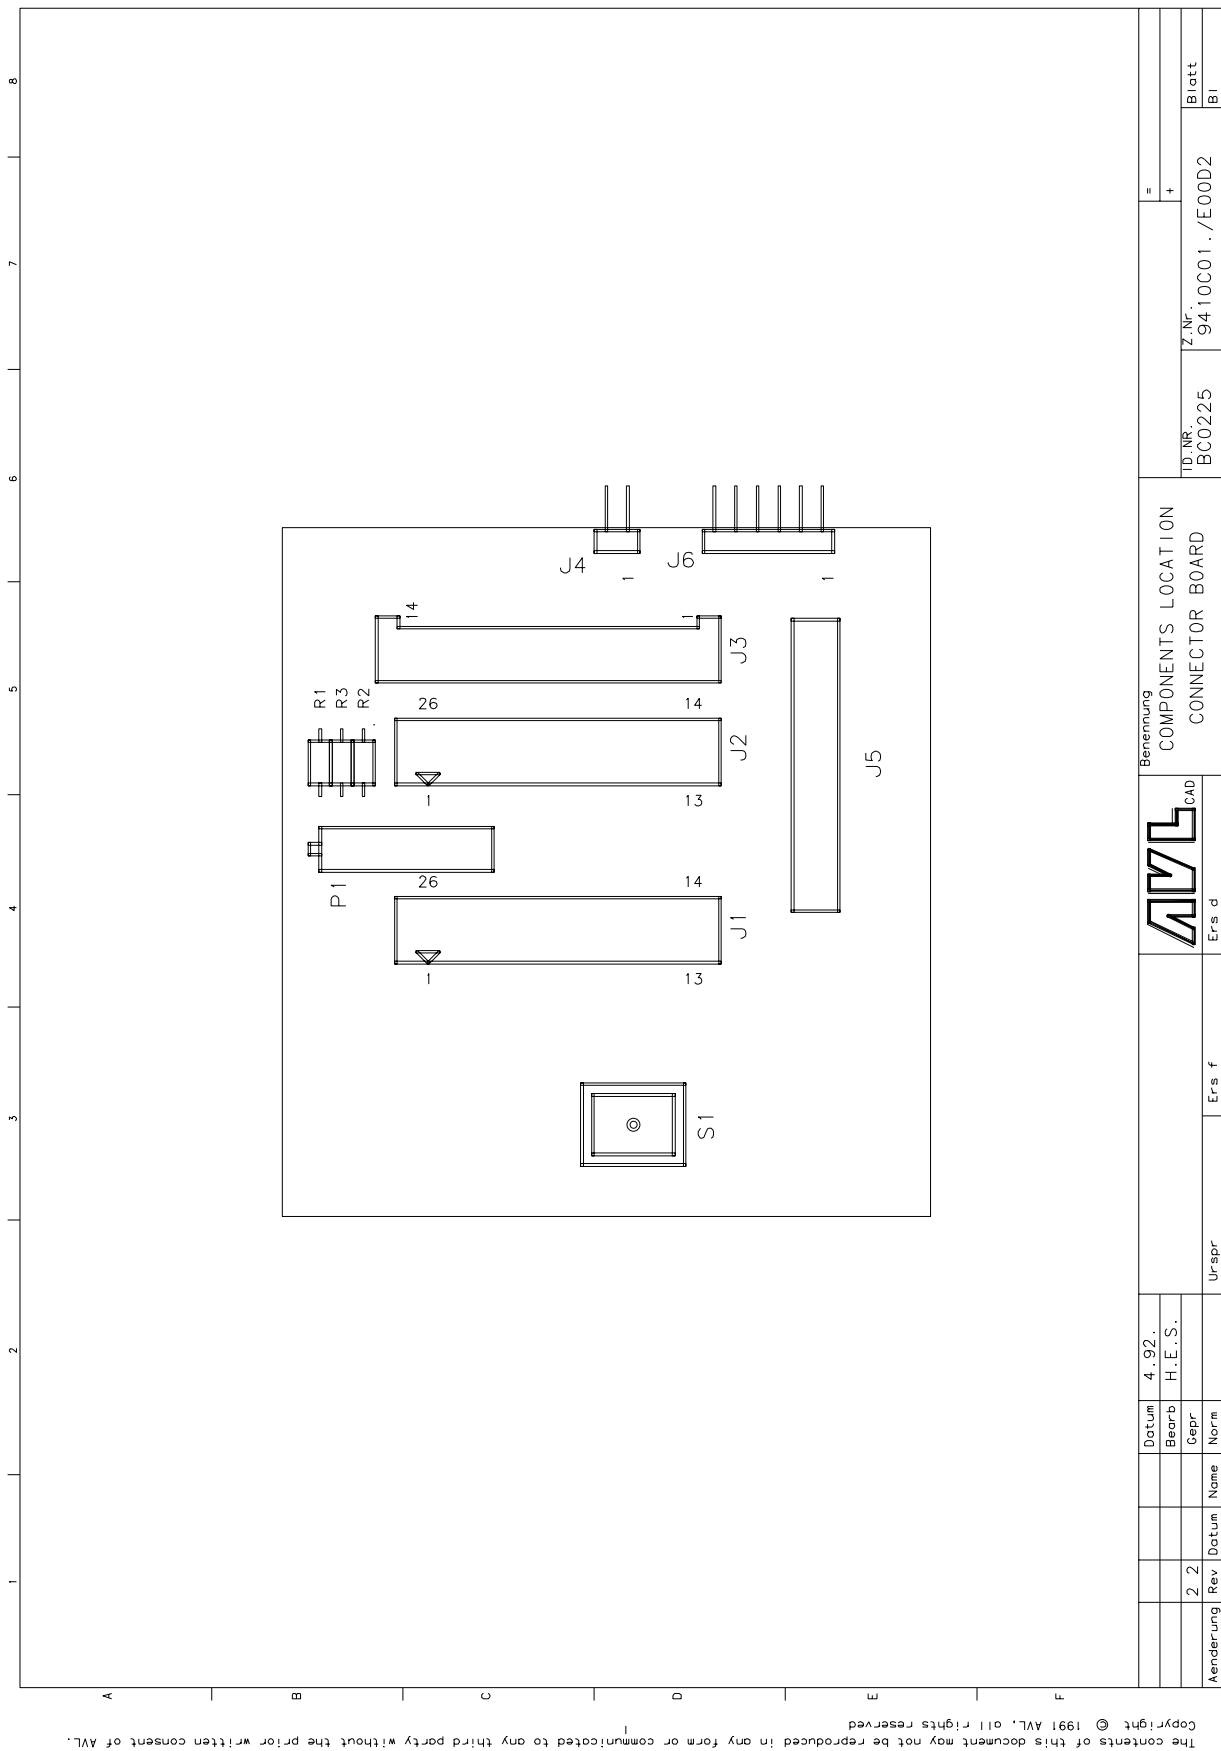 1 2 3 4 5 6 7 8
A
B
C
D
E
F
R1
R3
R2
P1
26
14
1
13
J1
26
14
1
13
J2
14
1
J3
J4
1
J6
1
J5
S1
Aenderung Rev Datum Name Norm
2 2
Datum 4.92.
Bearb H.E.S.
Gepr
Urspr
Ers f
Ers d
AVL CAD
Benennung
COMPONENTS LOCATION
CONNECTOR BOARD
ID.NR.
BC0225
Z.Nr.
9410C01./E00D2
=
+
Blatt
Bl
Copyright © 1991 AVL, all rights reserved
The contents of this document may not be reproduced in any form or communicated to any third party without the prior written consent of AVL.